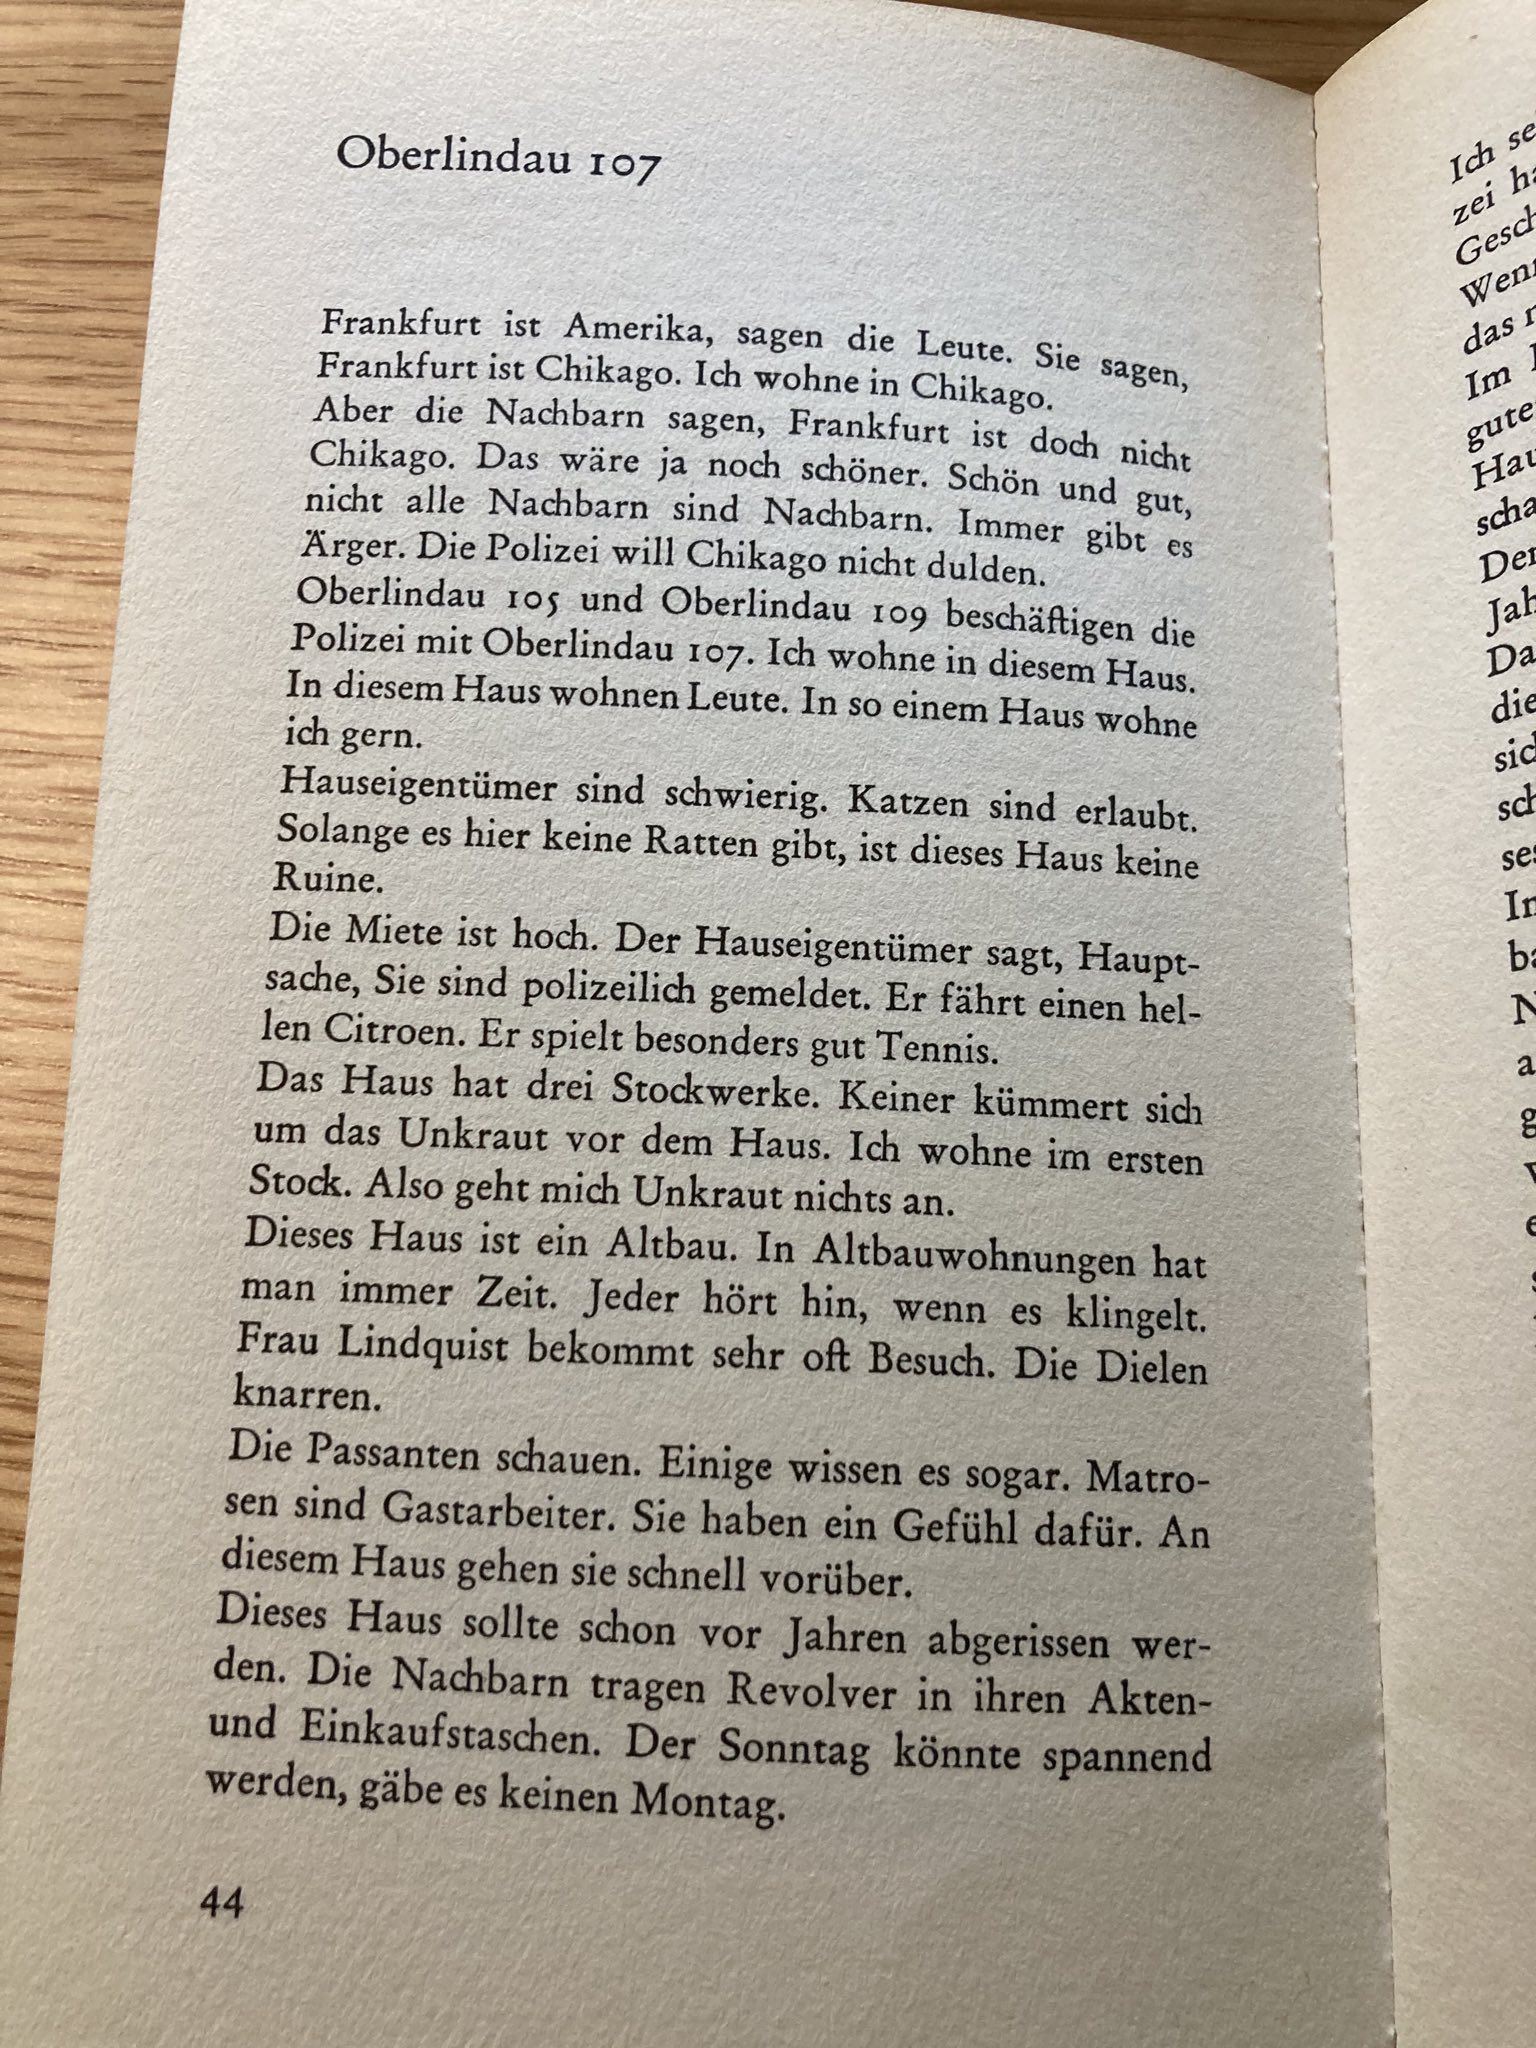 Oberlindau 107
Frankfurt ist Amerika, sagen die Leute. Sie sagen,
Frankfurt ist Chikago. Ich wohne in Chikago.
Aber die Nachbarn sagen, Frankfurt ist doch nicht
Chikago. Das wäre ja noch schöner. Schön und gut,
nicht alle Nachbarn sind Nachbarn. Immer gibt es
Ärger. Die Polizei will Chikago nicht dulden.
Oberlindau 105 und Oberlindau 109 beschäftigen die
Polizei mit Oberlindau 107. Ich wohne in diesem Haus.
In diesem Haus wohnen Leute. In so einem Haus wohne
ich gern.
Hauseigentümer sind schwierig. Katzen sind erlaubt.
Solange es hier keine Ratten gibt, ist dieses Haus keine
Ruine.
Die Miete ist hoch. Der Hauseigentümer sagt, Haupt-
sache, Sie sind polizeilich gemeldet. Er fährt einen hel-
len Citroen. Er spielt besonders gut Tennis.
Das Haus hat drei Stockwerke. Keiner kümmert sich
um das Unkraut vor dem Haus. Ich wohne im ersten
Stock. Also geht mich Unkraut nichts an.
Dieses Haus ist ein Altbau. In Altbauwohnungen hat
man immer Zeit. Jeder hört hin, wenn es klingelt.
Frau Lindquist bekommt sehr oft Besuch. Die Dielen
knarren.
Die Passanten schauen. Einige wissen es sogar. Matro-
sen sind Gastarbeiter. Sie haben ein Gefühl dafür. An
diesem Haus gehen sie schnell vorüber.
Dieses Haus sollte schon vor Jahren abgerissen wer-
den. Die Nachbarn tragen Revolver in ihren Akten-
und Einkaufstaschen. Der Sonntag könnte spannend
werden, gäbe es keinen Montag.
44
Ich
zei
das
Im